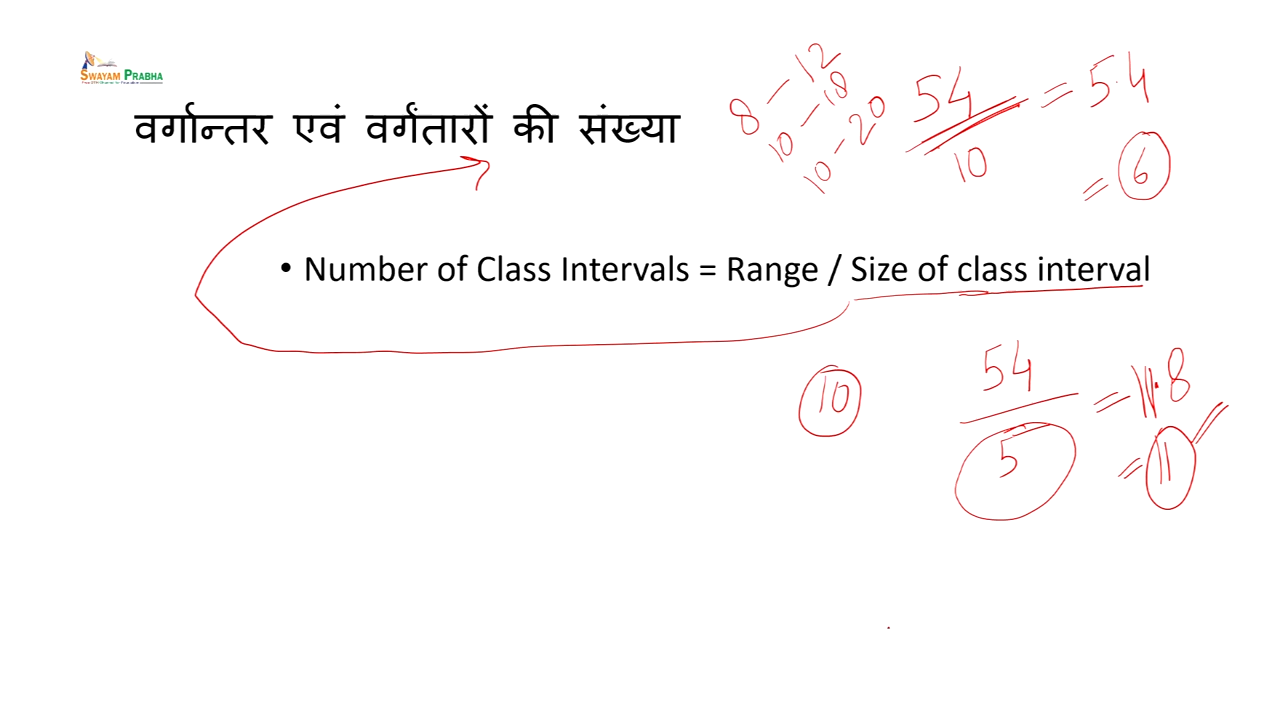 SWAYAM PRABHA
वर्गान्तर एवं वर्गंतारों की संख्या
8 - 12
10 - 18
10 - 20
54 / 10 = 5.4
= 6
• Number of Class Intervals = Range / Size of class interval
10
54 / 5 = 11.8
= 11